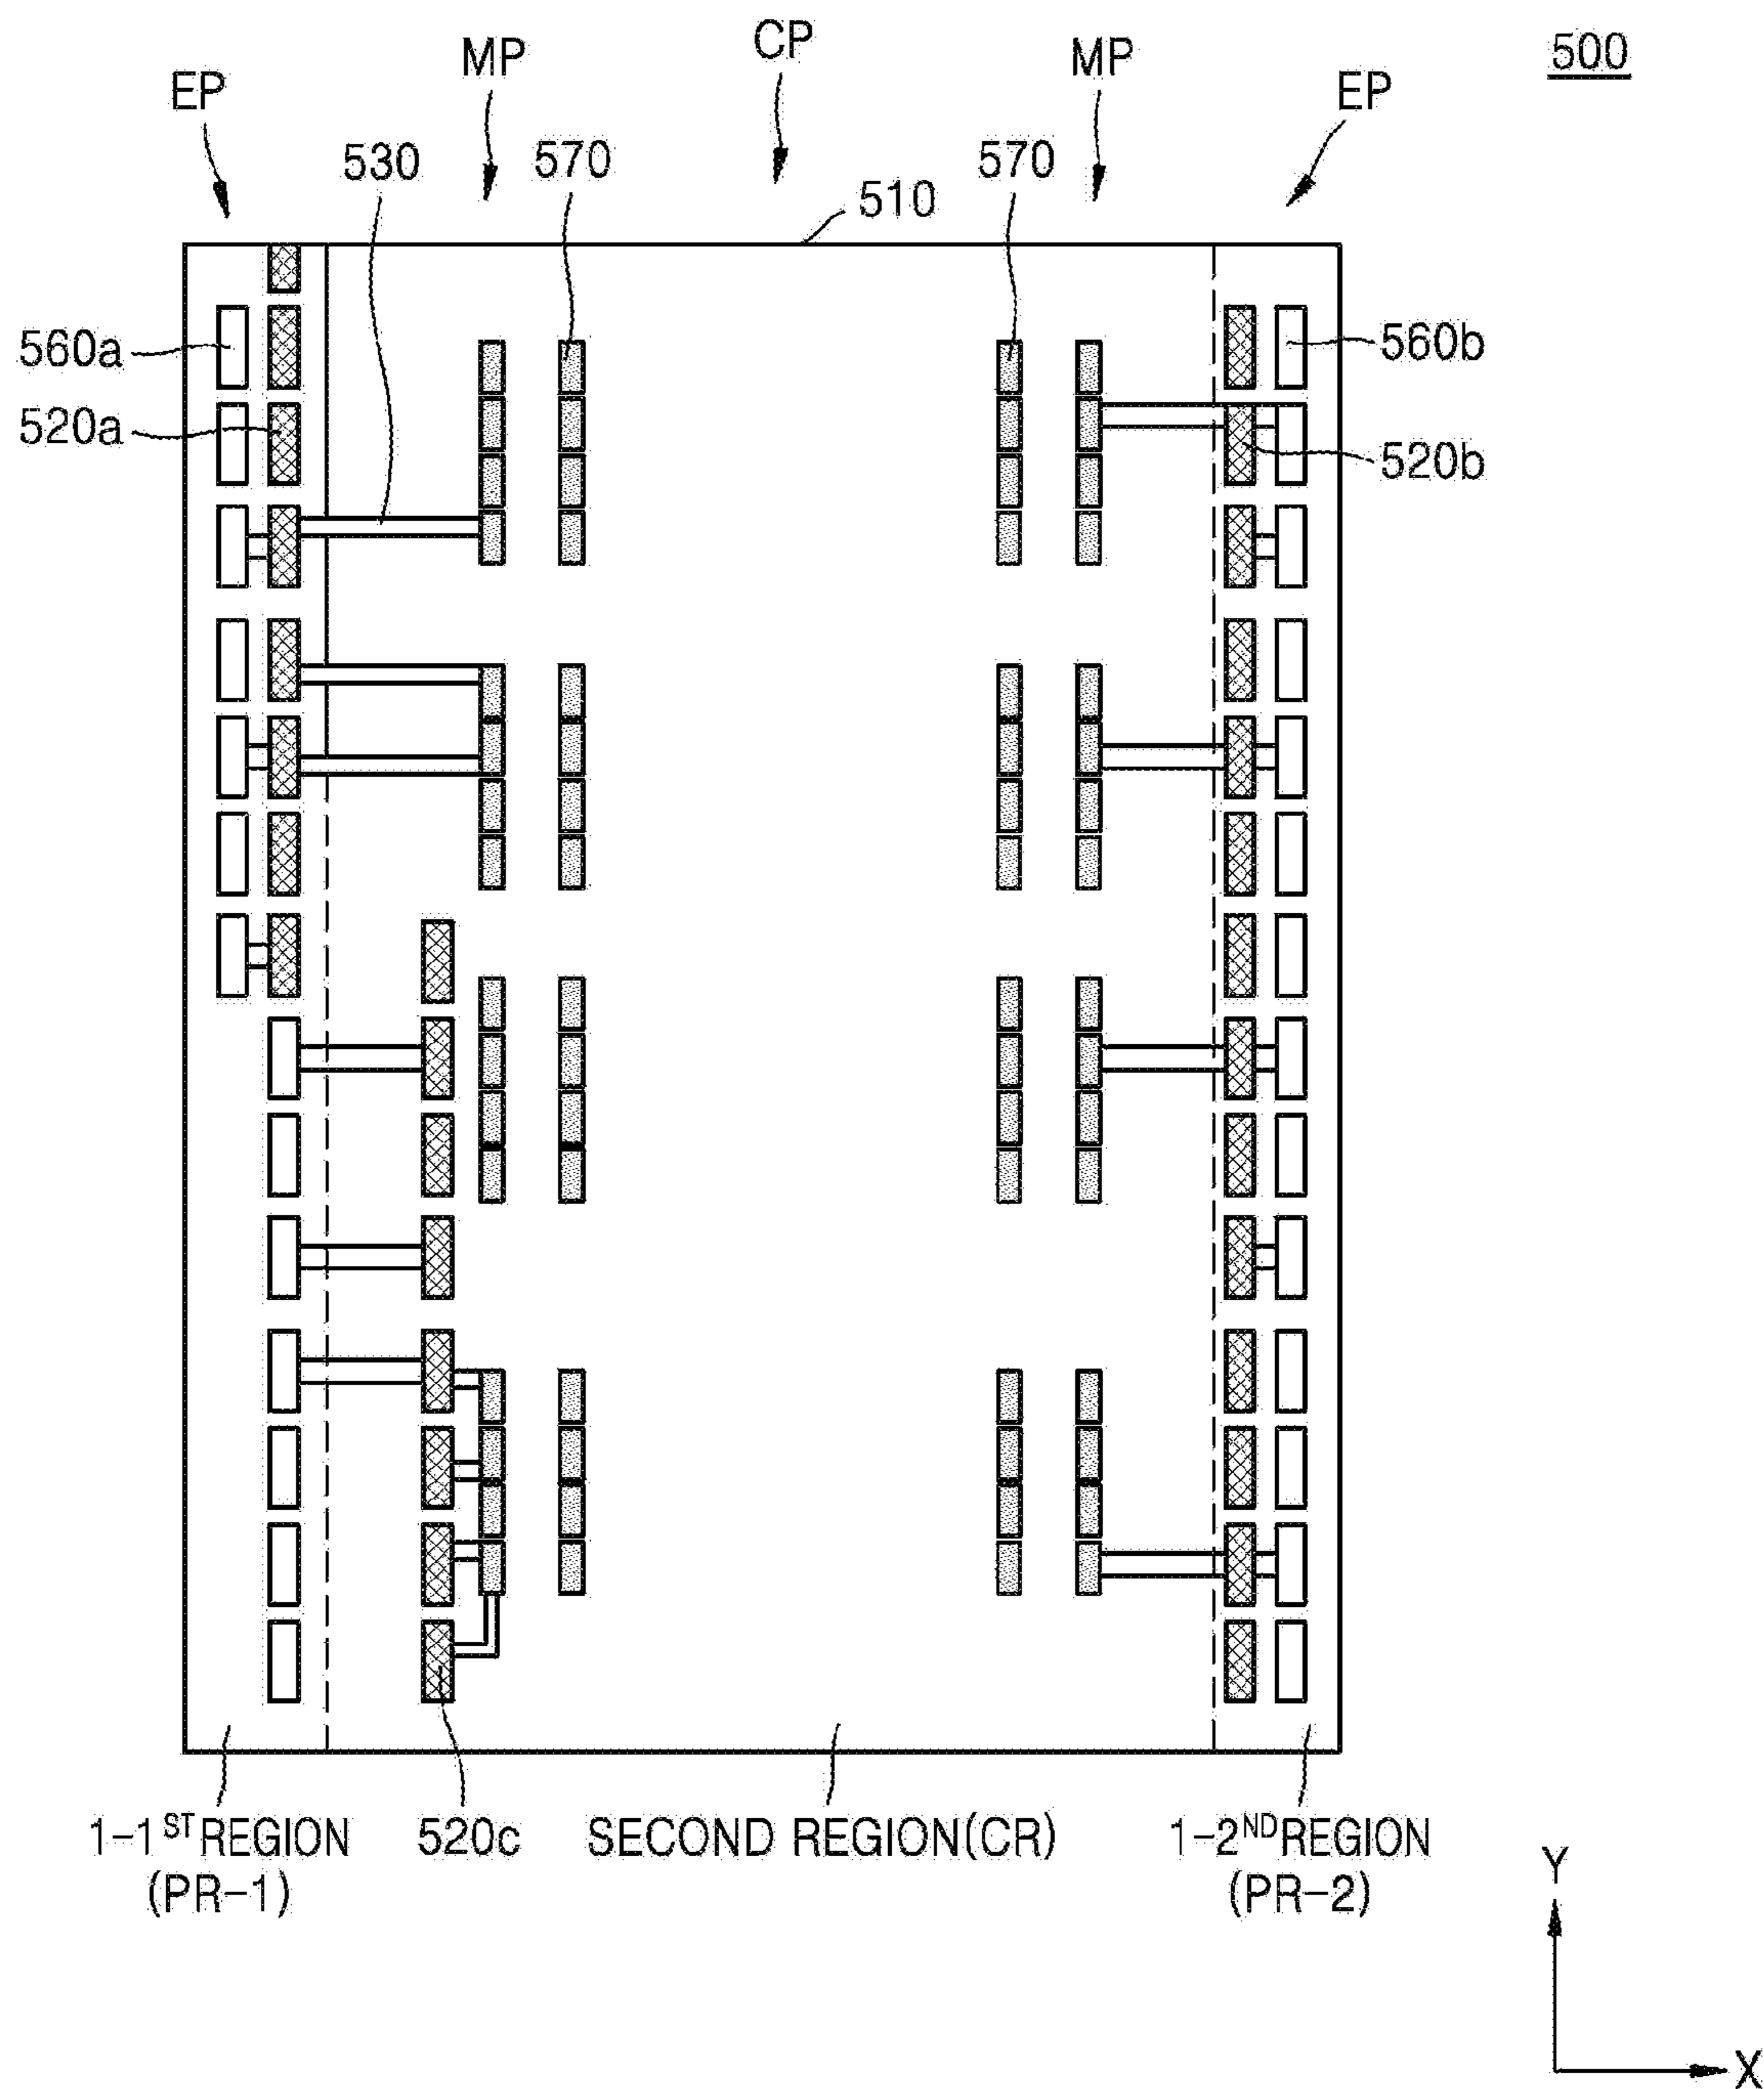 500
CP
MP
MP
EP
EP
530
570
570
510
560a
560b
520a
520b
1-1ST REGION
(PR-1)
520c
SECOND REGION(CR)
1-2ND REGION
(PR-2)
Y
X